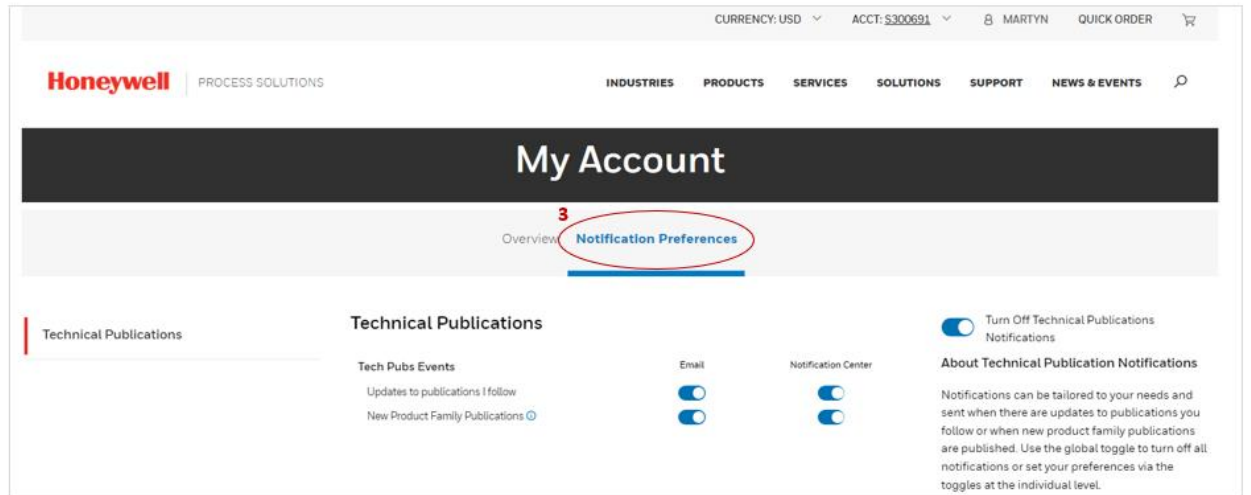 CURRENCY: USD ACCT: S300691 MARTYN QUICK ORDER
Honeywell PROCESS SOLUTIONS INDUSTRIES PRODUCTS SERVICES SOLUTIONS SUPPORT NEWS & EVENTS
My Account
3
Overview Notification Preferences
Technical Publications
Technical Publications
Tech Pubs Events Email Notification Center
Updates to publications I follow
New Product Family Publications
Turn Off Technical Publications
Notifications
About Technical Publication Notifications
Notifications can be tailored to your needs and
sent when there are updates to publications you
follow or when new product family publications
are published. Use the global toggle to turn off all
notifications or set your preferences via the
toggles at the individual level.